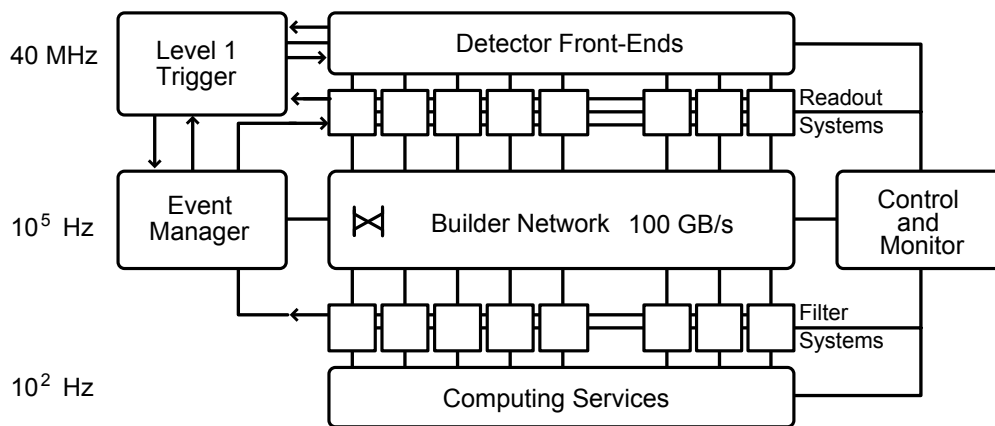 40 MHz
Level 1
Trigger
Detector Front-Ends
Readout
Systems
10⁵ Hz
Event
Manager
Builder Network 100 GB/s
Control
and
Monitor
Filter
Systems
10² Hz
Computing Services